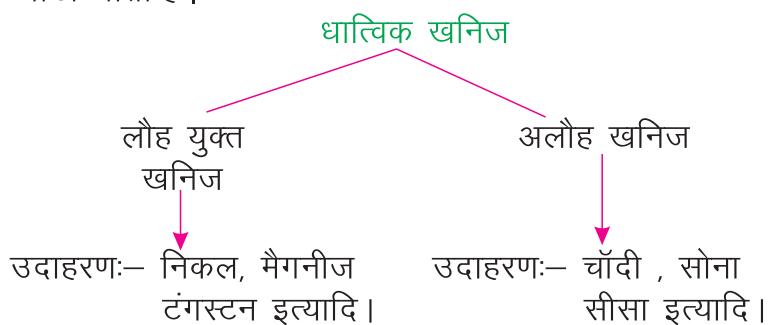 धात्विक खनिज
लौह युक्त
खनिज
अलौह खनिज
उदाहरणः– निकल, मैगनीज
टंगस्टन इत्यादि।
उदाहरणः– चॉदी , सोना
सीसा इत्यादि।